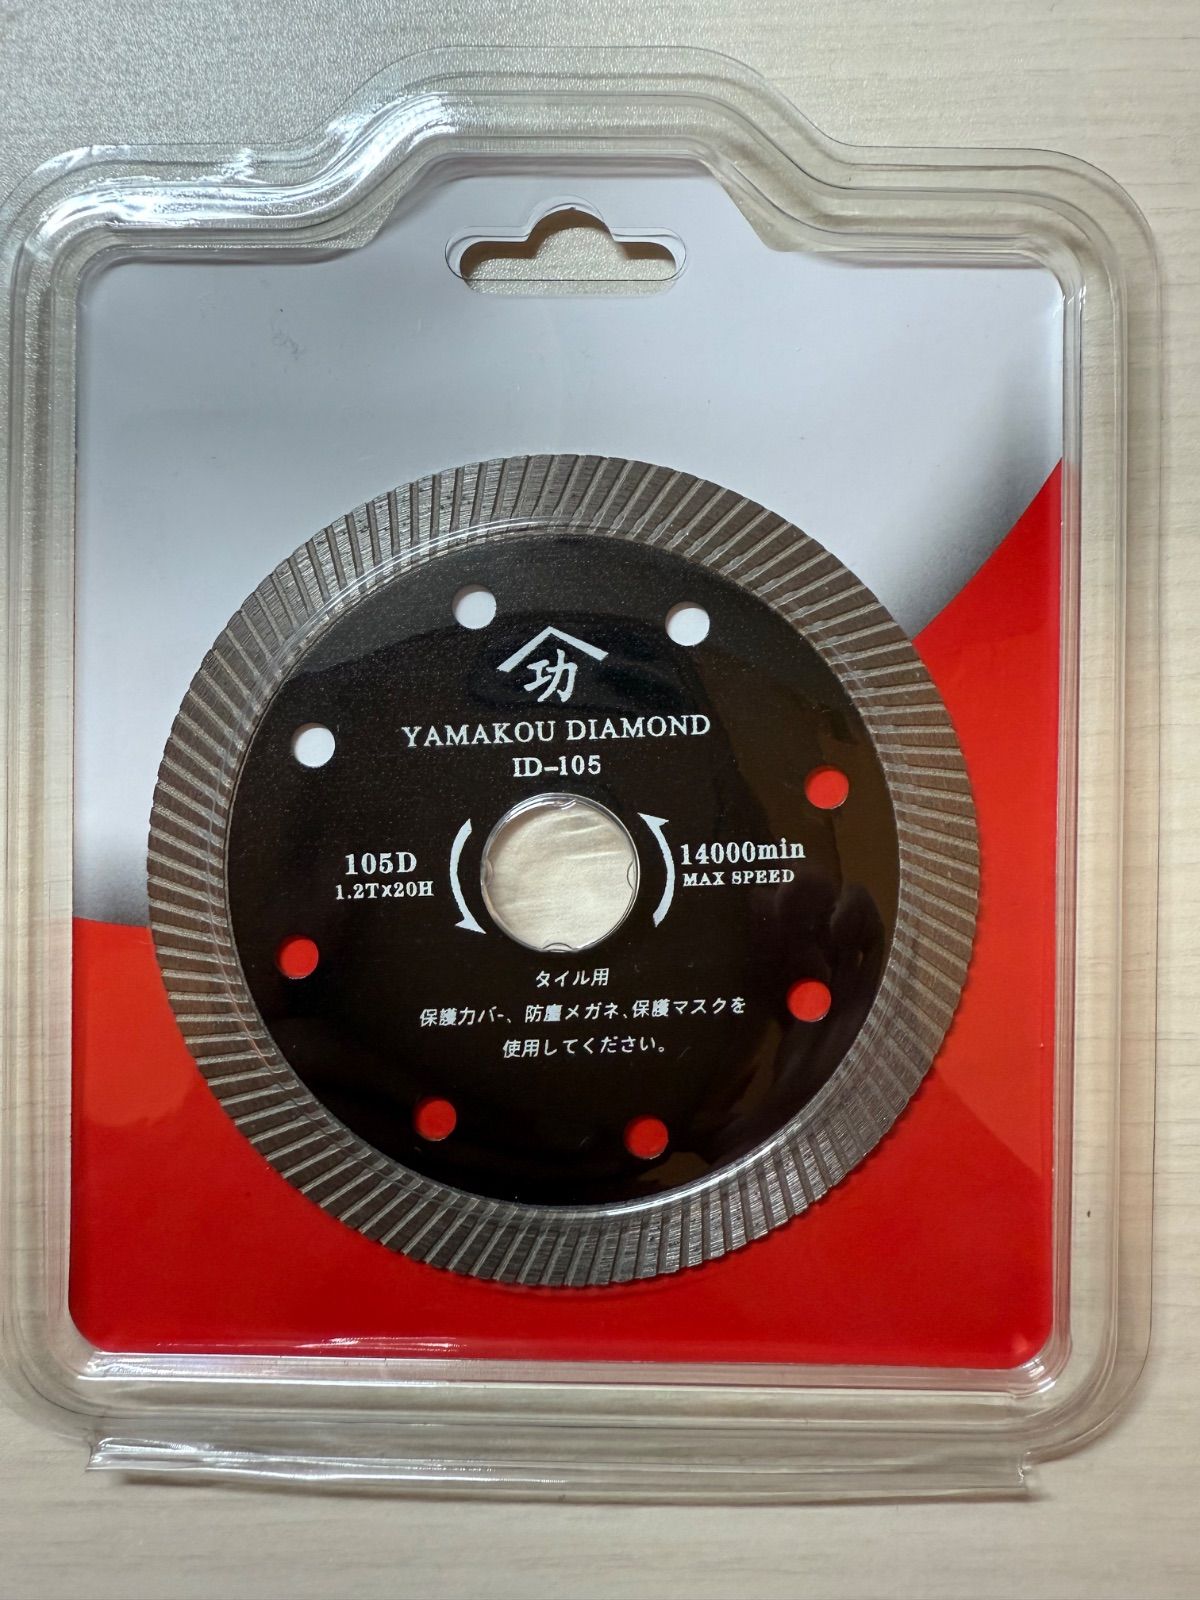 功
YAMAKOU DIAMOND
ID-105
105D
1.2T×20H
14000min
MAX SPEED
タイル用
保護カバ-、防塵メガネ、保護マスクを
使用してください。